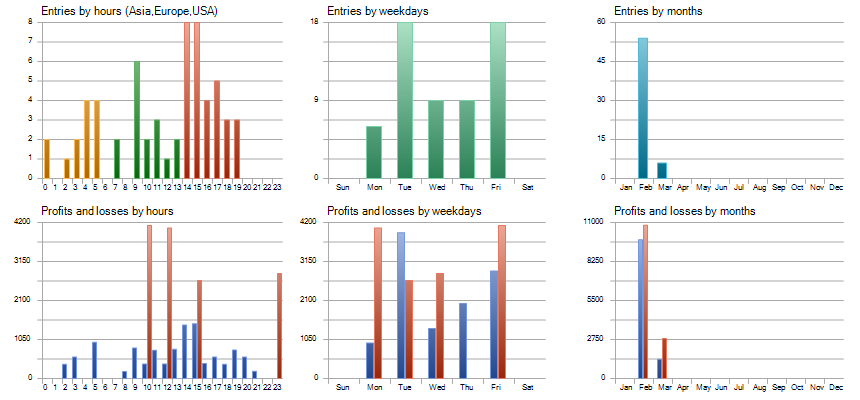 Entries by hours (Asia,Europe,USA)
8
7
6
5
4
3
2
1
0
0 1 2 3 4 5 6 7 8 9 10 11 12 13 14 15 16 17 18 19 20 21 22 23
Entries by weekdays
18
9
0
Sun Mon Tue Wed Thu Fri Sat
Entries by months
60
45
30
15
0
Jan Feb Mar Apr May Jun Jul Aug Sep Oct Nov Dec
Profits and losses by hours
4200
3150
2100
1050
0
0 1 2 3 4 5 6 7 8 9 10 11 12 13 14 15 16 17 18 19 20 21 22 23
Profits and losses by weekdays
4200
3150
2100
1050
0
Sun Mon Tue Wed Thu Fri Sat
Profits and losses by months
11000
8250
5500
2750
0
Jan Feb Mar Apr May Jun Jul Aug Sep Oct Nov Dec